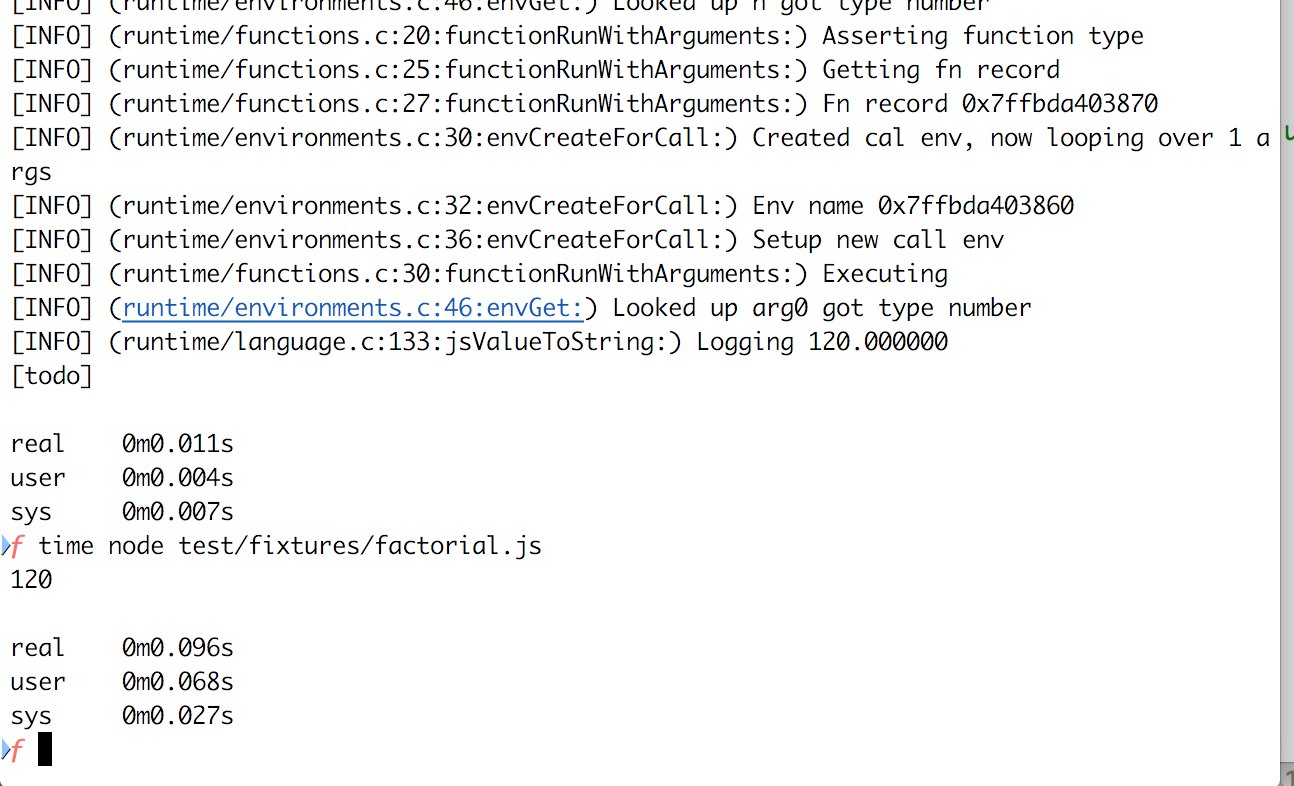 [INFO] (runtime/environments.c:46:envGet:) Looked up n got type number
[INFO] (runtime/functions.c:20:functionRunWithArguments:) Asserting function type
[INFO] (runtime/functions.c:25:functionRunWithArguments:) Getting fn record
[INFO] (runtime/functions.c:27:functionRunWithArguments:) Fn record 0x7ffbda403870
[INFO] (runtime/environments.c:30:envCreateForCall:) Created cal env, now looping over 1 a
rgs
[INFO] (runtime/environments.c:32:envCreateForCall:) Env name 0x7ffbda403860
[INFO] (runtime/environments.c:36:envCreateForCall:) Setup new call env
[INFO] (runtime/functions.c:30:functionRunWithArguments:) Executing
[INFO] (runtime/environments.c:46:envGet:) Looked up arg0 got type number
[INFO] (runtime/language.c:133:jsValueToString:) Logging 120.000000
[todo]
real 0m0.011s
user 0m0.004s
sys 0m0.007s
f time node test/fixtures/factorial.js
120
real 0m0.096s
user 0m0.068s
sys 0m0.027s
f